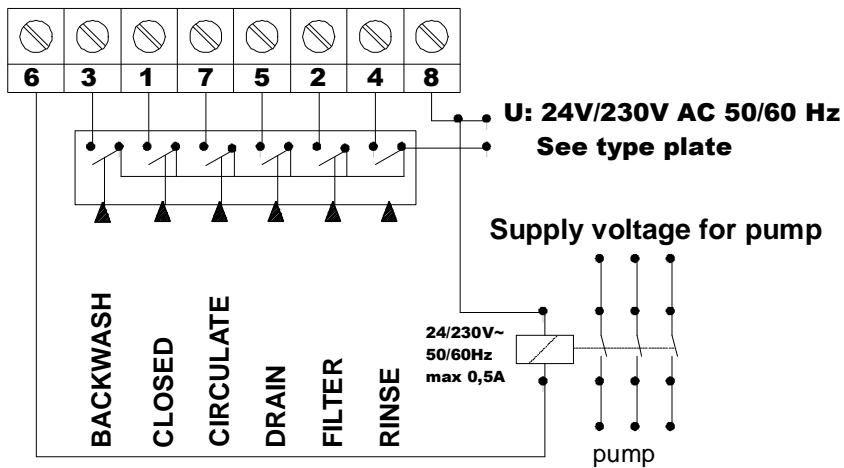 6 3 1 7 5 2 4 8
U: 24V/230V AC 50/60 Hz
See type plate
Supply voltage for pump
24/230V~
50/60Hz
max 0,5A
BACKWASH
CLOSED
CIRCULATE
DRAIN
FILTER
RINSE
pump